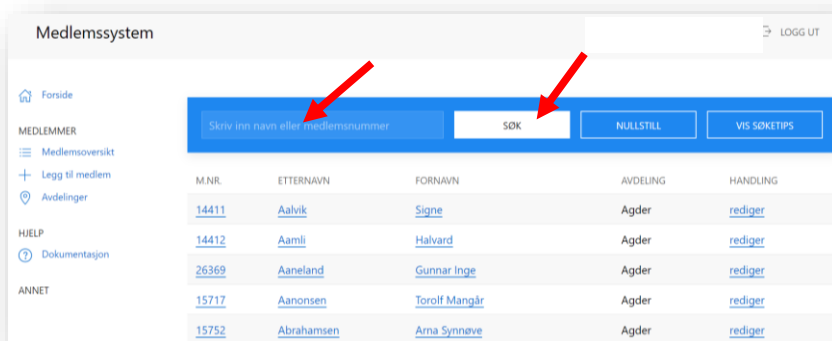 Medlemssystem
LOGG UT
Forside
MEDLEMMER
Medlemsoversikt
Legg til medlem
Avdelinger
HJELP
Dokumentasjon
ANNET
Skriv inn navn eller medlemsnummer SØK NULLSTILL VIS SØKETIPS
M.NR. ETTERNAVN FORNAVN AVDELING HANDLING
14411 Aalvik Signe Agder rediger
14412 Aamli Halvard Agder rediger
26369 Aaneland Gunnar Inge Agder rediger
15717 Aanonsen Torolf Mangår Agder rediger
15752 Abrahamsen Arna Synnøve Agder rediger